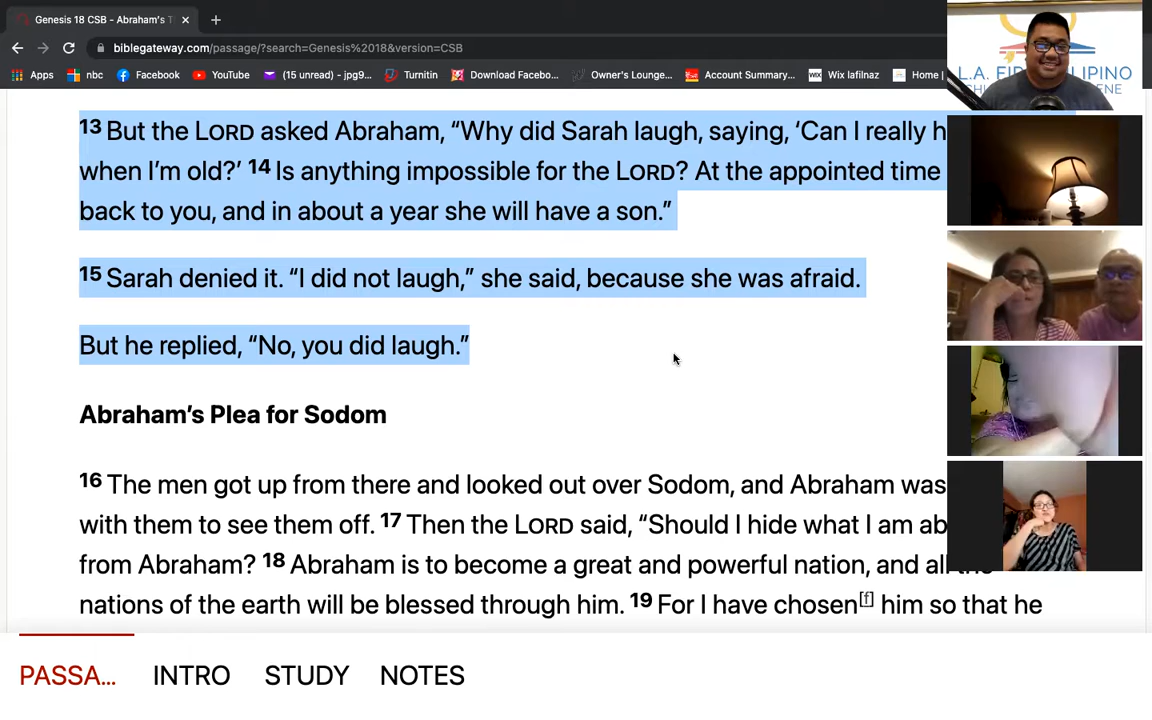 Genesis 18 CSB - Abraham's T
biblegateway.com/passage/?search=Genesis%2018&version=CSB
Apps nbc Facebook YouTube (15 unread) - jpg9... Turnitin Download Facebo... Owner's Lounge... Account Summary... Wix lafilnaz Home |
L.A. FIR FILIPINO
CH ENE
13 But the LORD asked Abraham, “Why did Sarah laugh, saying, ‘Can I really h
when I’m old?’ 14 Is anything impossible for the LORD? At the appointed time
back to you, and in about a year she will have a son.”
15 Sarah denied it. “I did not laugh,” she said, because she was afraid.
But he replied, “No, you did laugh.”
Abraham’s Plea for Sodom
16 The men got up from there and looked out over Sodom, and Abraham was
with them to see them off. 17 Then the LORD said, “Should I hide what I am ab
from Abraham? 18 Abraham is to become a great and powerful nation, and all the
nations of the earth will be blessed through him. 19 For I have chosen[f] him so that he
PASSA... INTRO STUDY NOTES